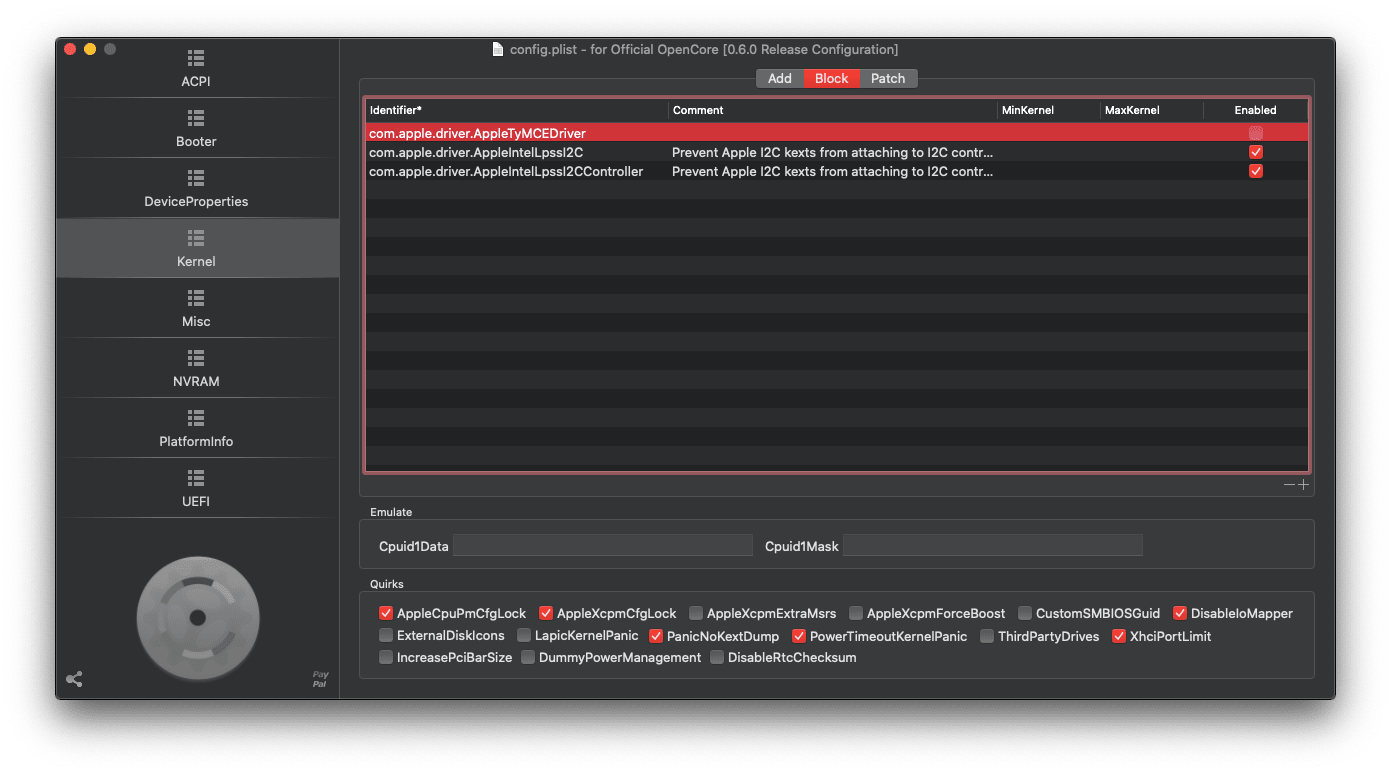 config.plist - for Official OpenCore [0.6.0 Release Configuration]
ACPI
Booter
DeviceProperties
Kernel
Misc
NVRAM
PlatformInfo
UEFI
Pay
Pal
Add Block Patch
Identifier* Comment MinKernel MaxKernel Enabled
com.apple.driver.AppleTyMCEDriver
com.apple.driver.AppleIntelLpssI2C Prevent Apple I2C kexts from attaching to I2C contr...
com.apple.driver.AppleIntelLpssI2CController Prevent Apple I2C kexts from attaching to I2C contr...
Emulate
Cpuid1Data Cpuid1Mask
Quirks
AppleCpuPmCfgLock AppleXcpmCfgLock AppleXcpmExtraMsrs AppleXcpmForceBoost CustomSMBIOSGuid DisableIoMapper
ExternalDiskIcons LapicKernelPanic PanicNoKextDump PowerTimeoutKernelPanic ThirdPartyDrives XhciPortLimit
IncreasePciBarSize DummyPowerManagement DisableRtcChecksum